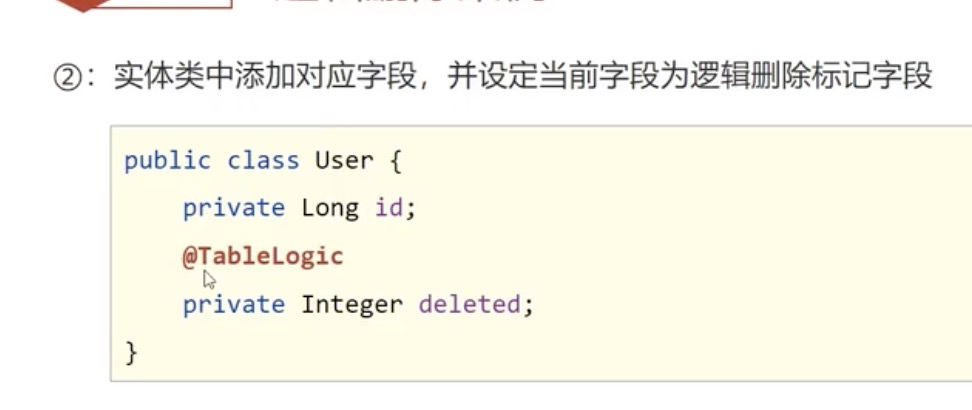 ②：实体类中添加对应字段，并设定当前字段为逻辑删除标记字段
public class User {
    private Long id;
    @TableLogic
    private Integer deleted;
}